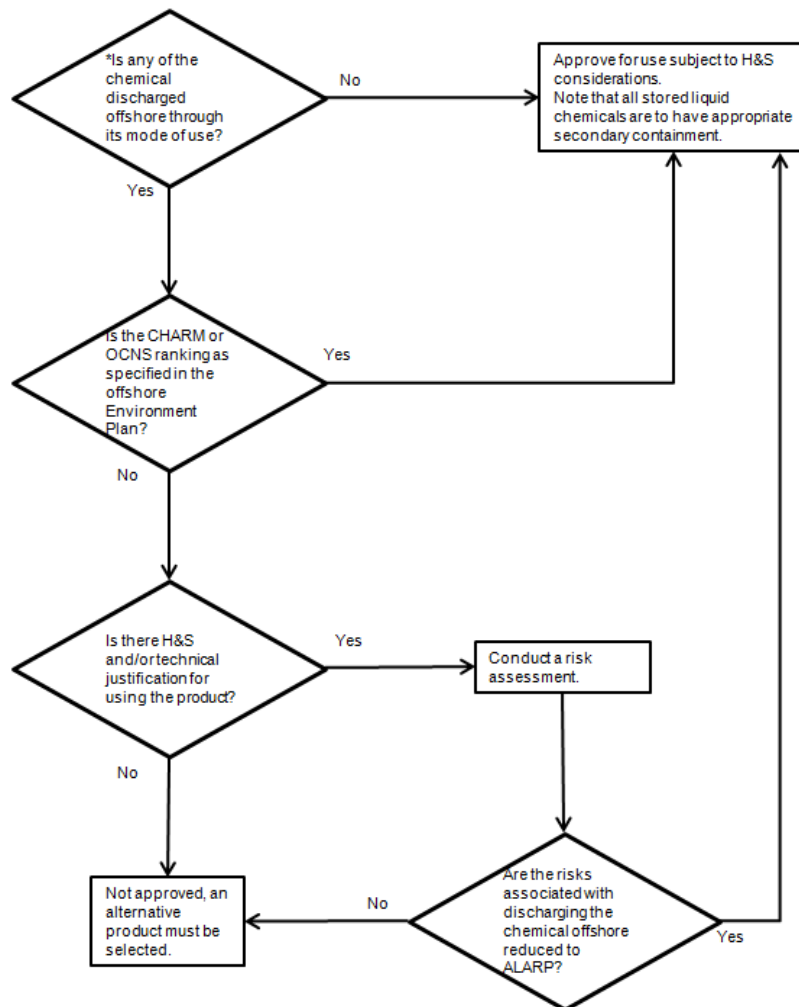 *Is any of the
chemical
discharged
offshore through
its mode of use?
No
Approve for use subject to H&S
considerations.
Note that all stored liquid
chemicals are to have appropriate
secondary containment.
Yes
Is the CHARM or
OCNS ranking as
specified in the
offshore
Environment
Plan?
Yes
No
Is there H&S
and/or technical
justification for
using the product?
Yes
Conduct a risk
assessment.
No
Not approved, an
alternative
product must be
selected.
No
Are the risks
associated with
discharging the
chemical offshore
reduced to
ALARP?
Yes